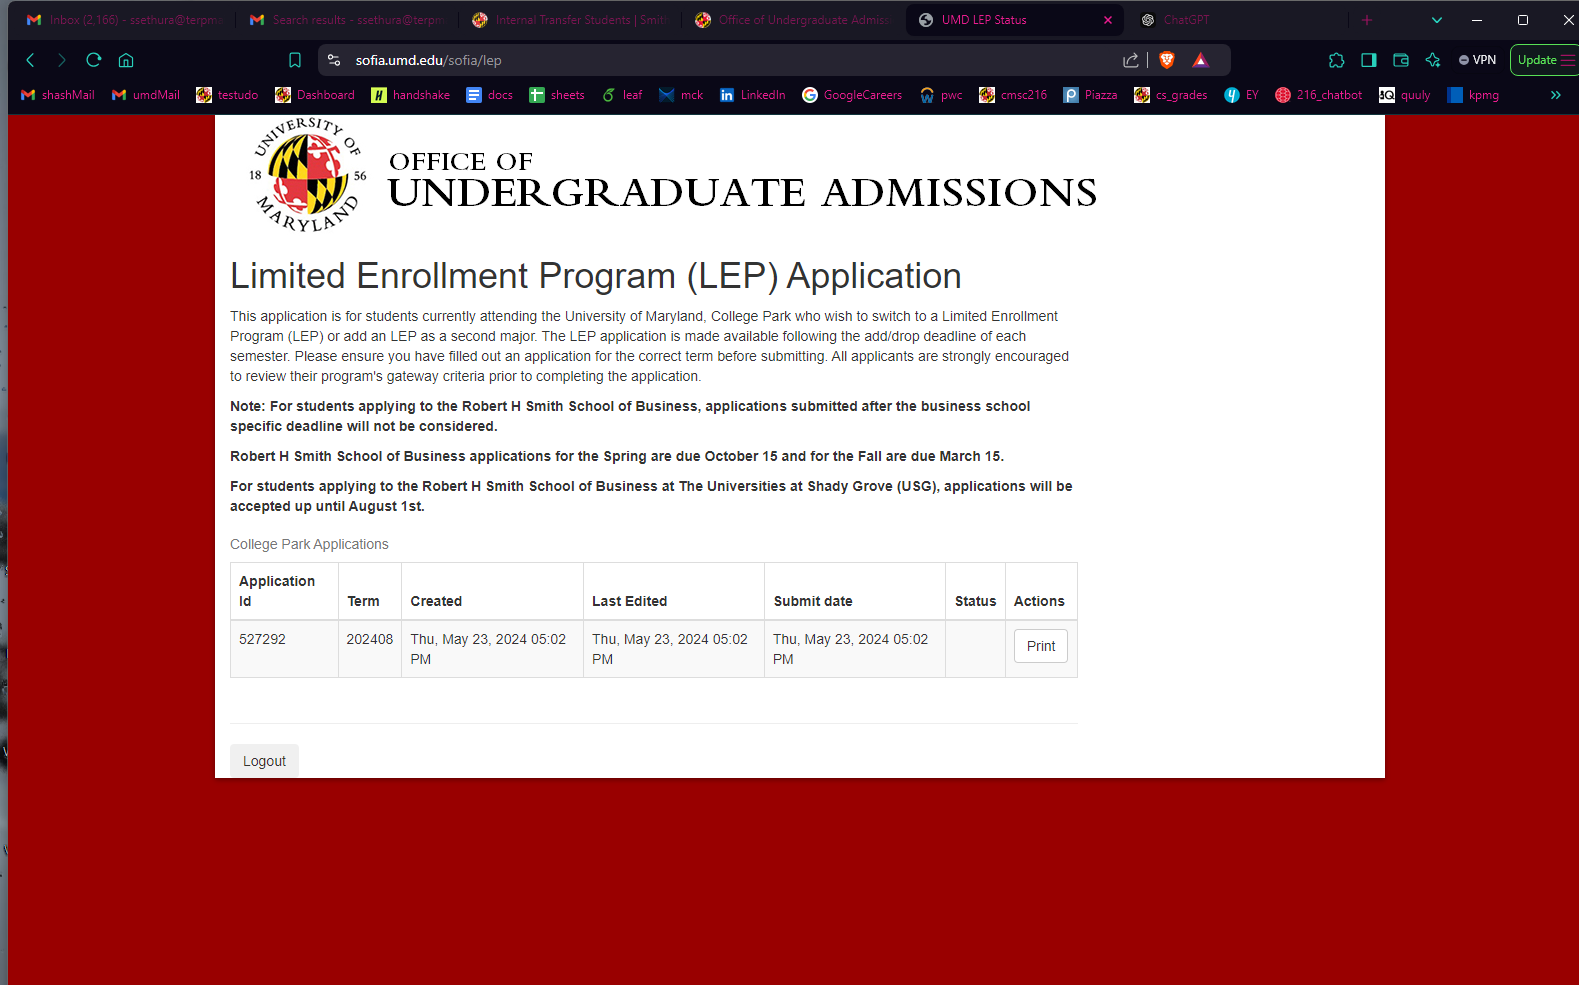 Inbox (2,166) - ssethura@terpm
Search results - ssethura@terpm
Internal Transfer Students | Smit
Office of Undergraduate Admiss
UMD LEP Status
ChatGPT
sofia.umd.edu/sofia/lep
VPN
Update
shashMail
umdMail
testudo
Dashboard
handshake
docs
sheets
leaf
mck
LinkedIn
GoogleCareers
pwc
cmsc216
Piazza
cs_grades
EY
216_chatbot
quuly
kpmg
UNIVERSITY OF
18 56
MARYLAND
OFFICE OF
UNDERGRADUATE ADMISSIONS
Limited Enrollment Program (LEP) Application
This application is for students currently attending the University of Maryland, College Park who wish to switch to a Limited Enrollment
Program (LEP) or add an LEP as a second major. The LEP application is made available following the add/drop deadline of each
semester. Please ensure you have filled out an application for the correct term before submitting. All applicants are strongly encouraged
to review their program's gateway criteria prior to completing the application.
Note: For students applying to the Robert H Smith School of Business, applications submitted after the business school
specific deadline will not be considered.
Robert H Smith School of Business applications for the Spring are due October 15 and for the Fall are due March 15.
For students applying to the Robert H Smith School of Business at The Universities at Shady Grove (USG), applications will be
accepted up until August 1st.
College Park Applications
Application
Id
Term
Created
Last Edited
Submit date
Status
Actions
527292
202408
Thu, May 23, 2024 05:02
PM
Thu, May 23, 2024 05:02
PM
Thu, May 23, 2024 05:02
PM
Print
Logout